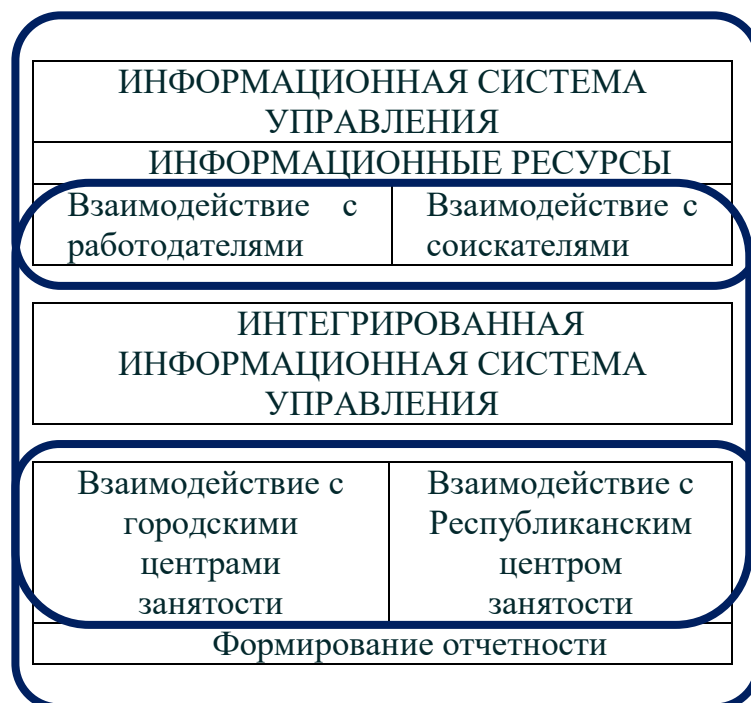 ИНФОРМАЦИОННАЯ СИСТЕМА
УПРАВЛЕНИЯ
ИНФОРМАЦИОННЫЕ РЕСУРСЫ
Взаимодействие с
работодателями
Взаимодействие с
соискателями
ИНТЕГРИРОВАННАЯ
ИНФОРМАЦИОННАЯ СИСТЕМА
УПРАВЛЕНИЯ
Взаимодействие с
городскими
центрами
занятости
Взаимодействие с
Республиканским
центром
занятости
Формирование отчетности